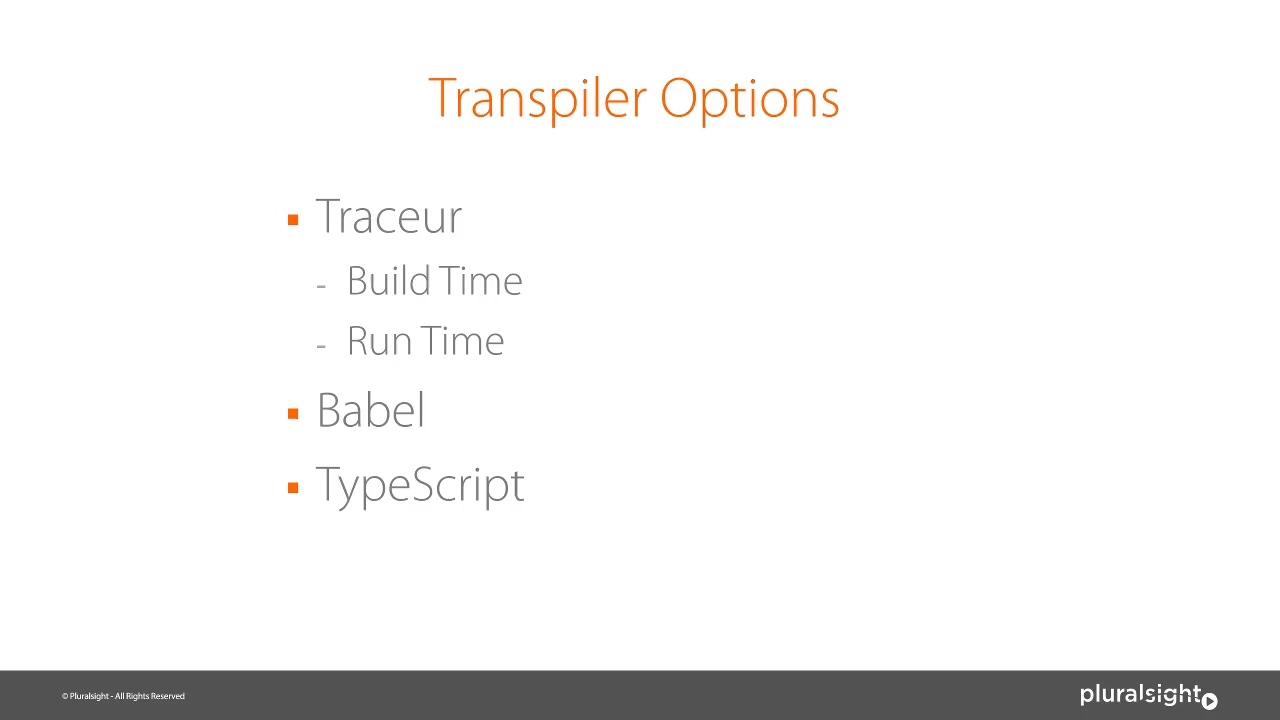 Transpiler Options
▪ Traceur
- Build Time
- Run Time
▪ Babel
▪ TypeScript
© Pluralsight - All Rights Reserved
pluralsight